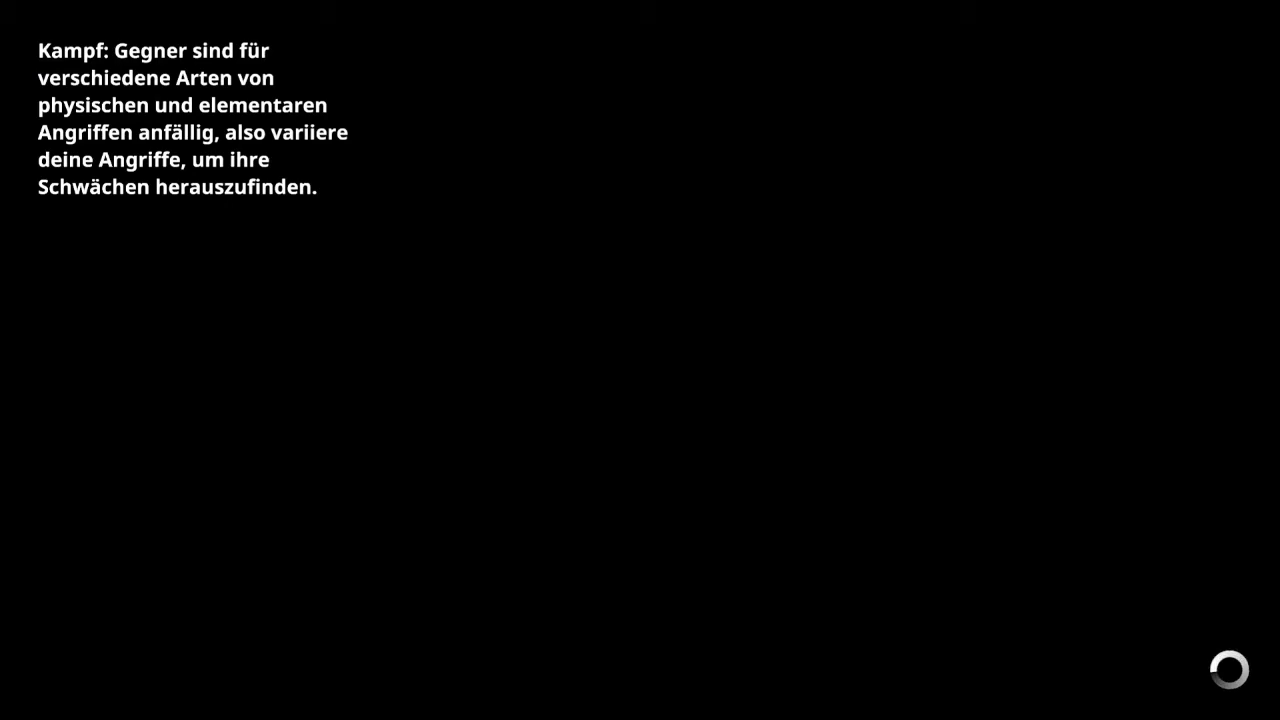 Kampf: Gegner sind für
verschiedene Arten von
physischen und elementaren
Angriffen anfällig, also variiere
deine Angriffe, um ihre
Schwächen herauszufinden.